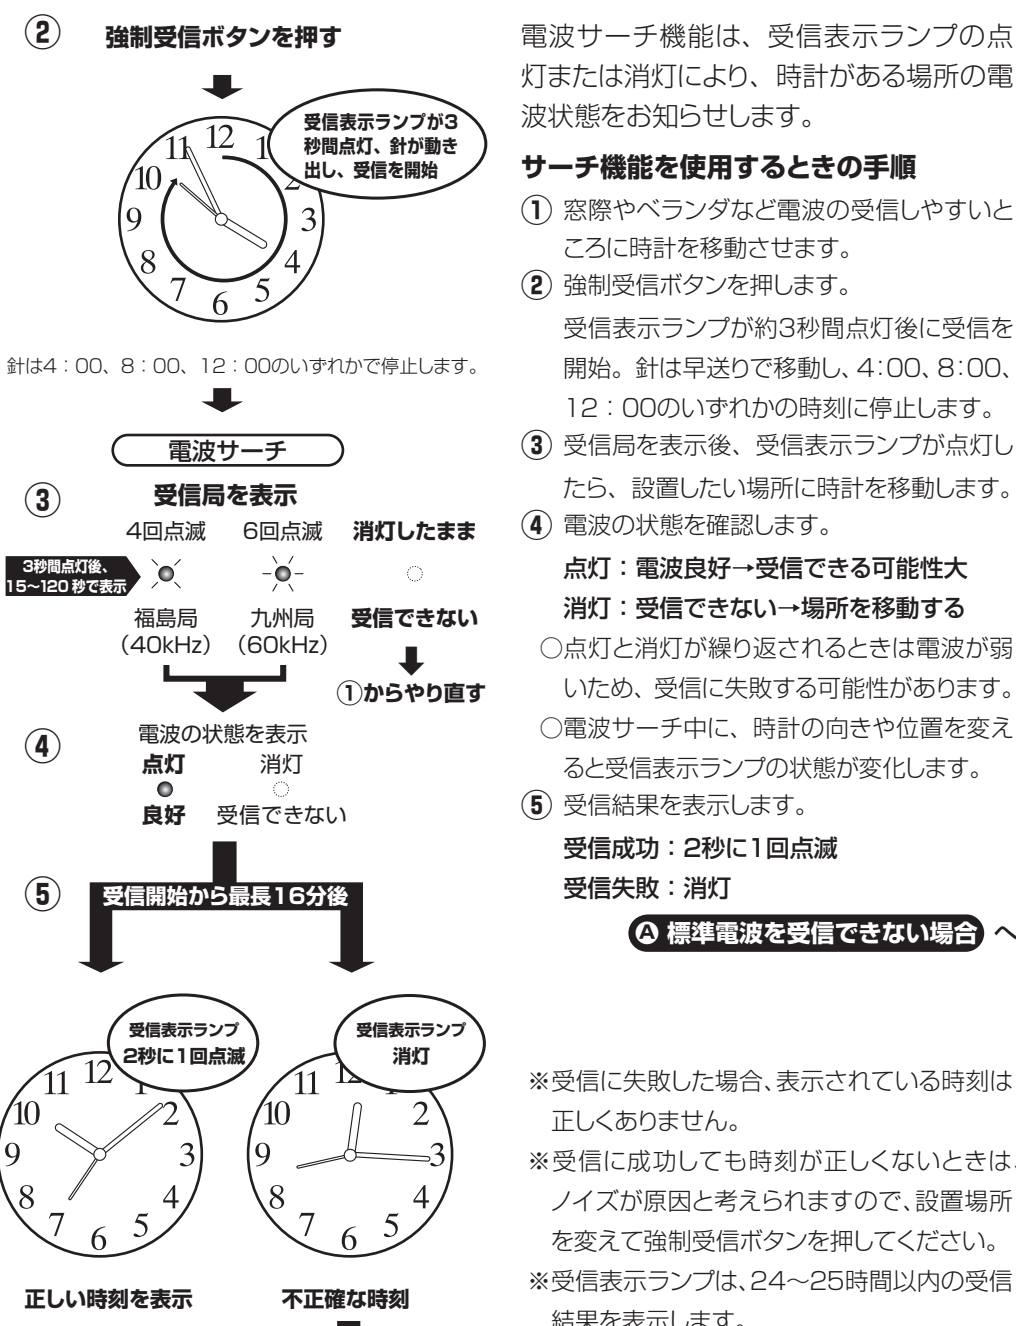 ② 強制受信ボタンを押す
受信表示ランプが3
秒間点灯、針が動き
出し、受信を開始
11 12 1
10 2
9 3
8 4
7 6 5
針は4：00、8：00、12：00のいずれかで停止します。
電波サーチ
③ 受信局を表示
4回点滅 6回点滅 消灯したまま
3秒間点灯後、
15〜120 秒で表示
福島局 九州局 受信できない
（40kHz） （60kHz）
①からやり直す
④ 電波の状態を表示
点灯 消灯
良好 受信できない
⑤ 受信開始から最長16分後
受信表示ランプ
2秒に1回点滅
11 12 1
10 2
9 3
8 4
7 6 5
正しい時刻を表示
受信表示ランプ
消灯
11 12
10 2
9 3
8 4
7 6 5
不正確な時刻
電波サーチ機能は、受信表示ランプの点
灯または消灯により、時計がある場所の電
波状態をお知らせします。
サーチ機能を使用するときの手順
① 窓際やベランダなど電波の受信しやすいと
ころに時計を移動させます。
② 強制受信ボタンを押します。
受信表示ランプが約3秒間点灯後に受信を
開始。針は早送りで移動し、4:00、8:00、
12：00のいずれかの時刻に停止します。
③ 受信局を表示後、受信表示ランプが点灯し
たら、設置したい場所に時計を移動します。
④ 電波の状態を確認します。
点灯：電波良好→受信できる可能性大
消灯：受信できない→場所を移動する
○点灯と消灯が繰り返されるときは電波が弱
いため、受信に失敗する可能性があります。
○電波サーチ中に、時計の向きや位置を変え
ると受信表示ランプの状態が変化します。
⑤ 受信結果を表示します。
受信成功：2秒に1回点滅
受信失敗：消灯
Ⓐ 標準電波を受信できない場合 へ
※受信に失敗した場合、表示されている時刻は
正しくありません。
※受信に成功しても時刻が正しくないときは、
ノイズが原因と考えられますので、設置場所
を変えて強制受信ボタンを押してください。
※受信表示ランプは、24〜25時間以内の受信
結果を表示します。